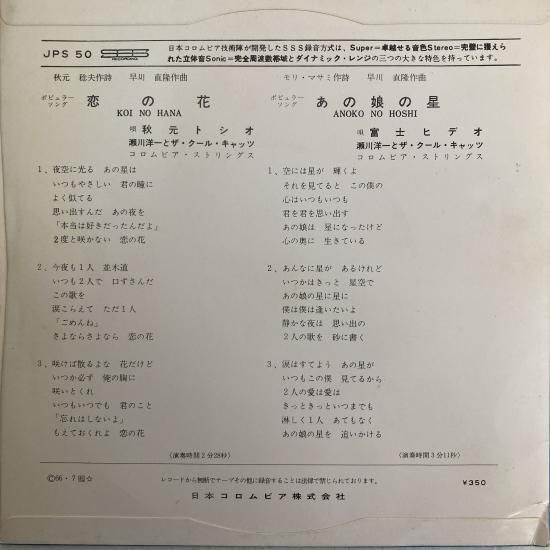 JPS 50
SSS
RECORDING
日本コロムビア技術陣が開発したSSS録音方式は、Super=卓越せる音色Stereo=完璧に捉えら
れた立体音Sonic=完全周波数帯域とダイナミック・レンジの三つの大きな特色を持っています。
秋元 稔夫作詩 早川 直隆作曲
ポピュラーソング 恋の花
KOI NO HANA
唄 秋元トシオ
瀬川洋一とザ・クール・キャッツ
コロムビア・ストリングス
1、夜空に光る あの星は
いつもやさしい 君の瞳に
よく似てる
思い出すんだ あの夜を
「本当は好きだったんだよ」
2度と咲かない 恋の花
2、今夜も1人 並木道
いつも2人で 口ずさんだ
この歌を
涙こらえて ただ1人
「ごめんね」
さよならさよなら 恋の花
3、咲けば散るよな 花だけど
いつか必ず 俺の胸に
咲いとくれ
いつもいつでも 君のこと
「忘れはしないよ」
もえておくれよ 恋の花
(演奏時間2分28秒)
モリ・マサミ作詩 早川 直隆作曲
ポピュラーソング あの娘の星
ANOKO NO HOSHI
唄 富士ヒデオ
瀬川洋一とザ・クール・キャッツ
コロムビア・ストリングス
1、空には星が 輝くよ
それを見てると この僕の
心はいつもいつも
君を君を思い出す
あの娘は 星になったけど
心の奥に 生きている
2、あんなに星が あるけれど
いつかはきっと 星空で
あの娘の星に星に
僕は僕は逢いたいよ
静かな夜は 思い出の
2人の歌を 砂に書く
3、涙はすてよう あの星が
いつもこの僕 見てるから
2人の愛は愛は
きっときっといつまでも
淋しく1人 あてもなく
あの娘の星を 追いかける
(演奏時間3分11秒)
©66・7 ☆
レコードから無断でテープその他に録音することは法律で禁じられております。
¥350
日本コロムビア株式会社